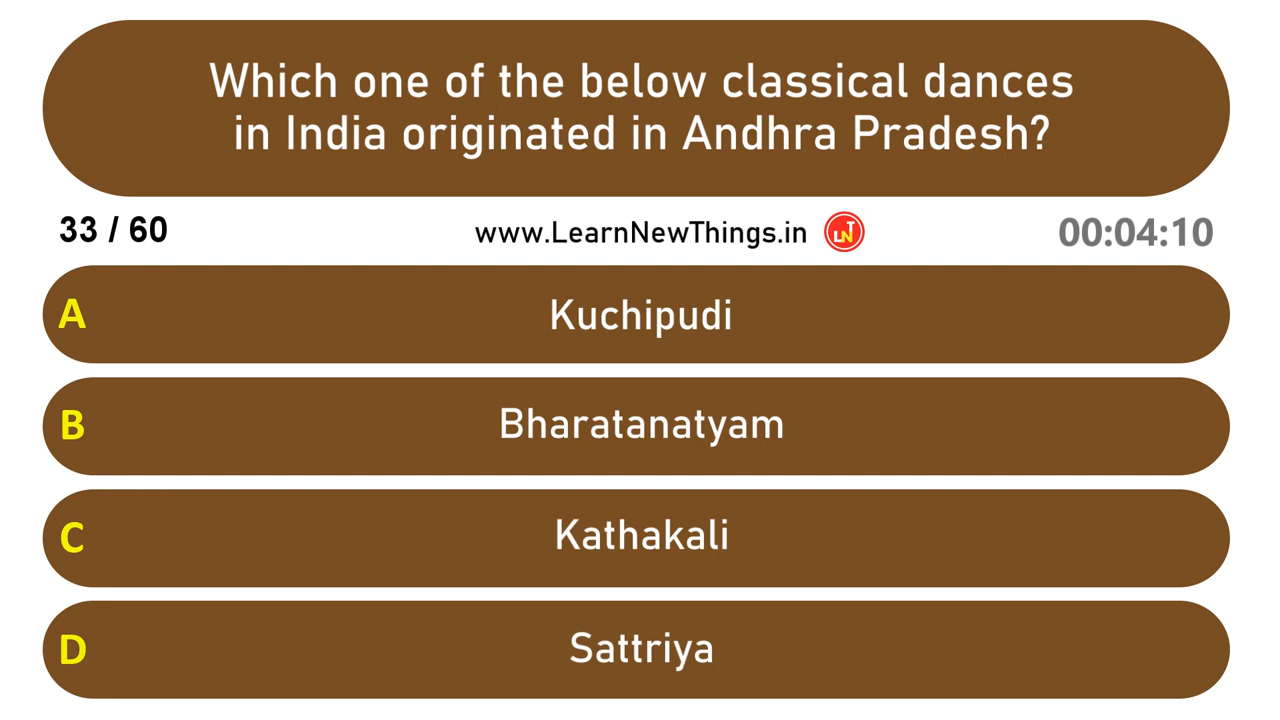 Which one of the below classical dances
in India originated in Andhra Pradesh?
33 / 60
www.LearnNewThings.in
LNT
00:04:10
A
Kuchipudi
B
Bharatanatyam
C
Kathakali
D
Sattriya